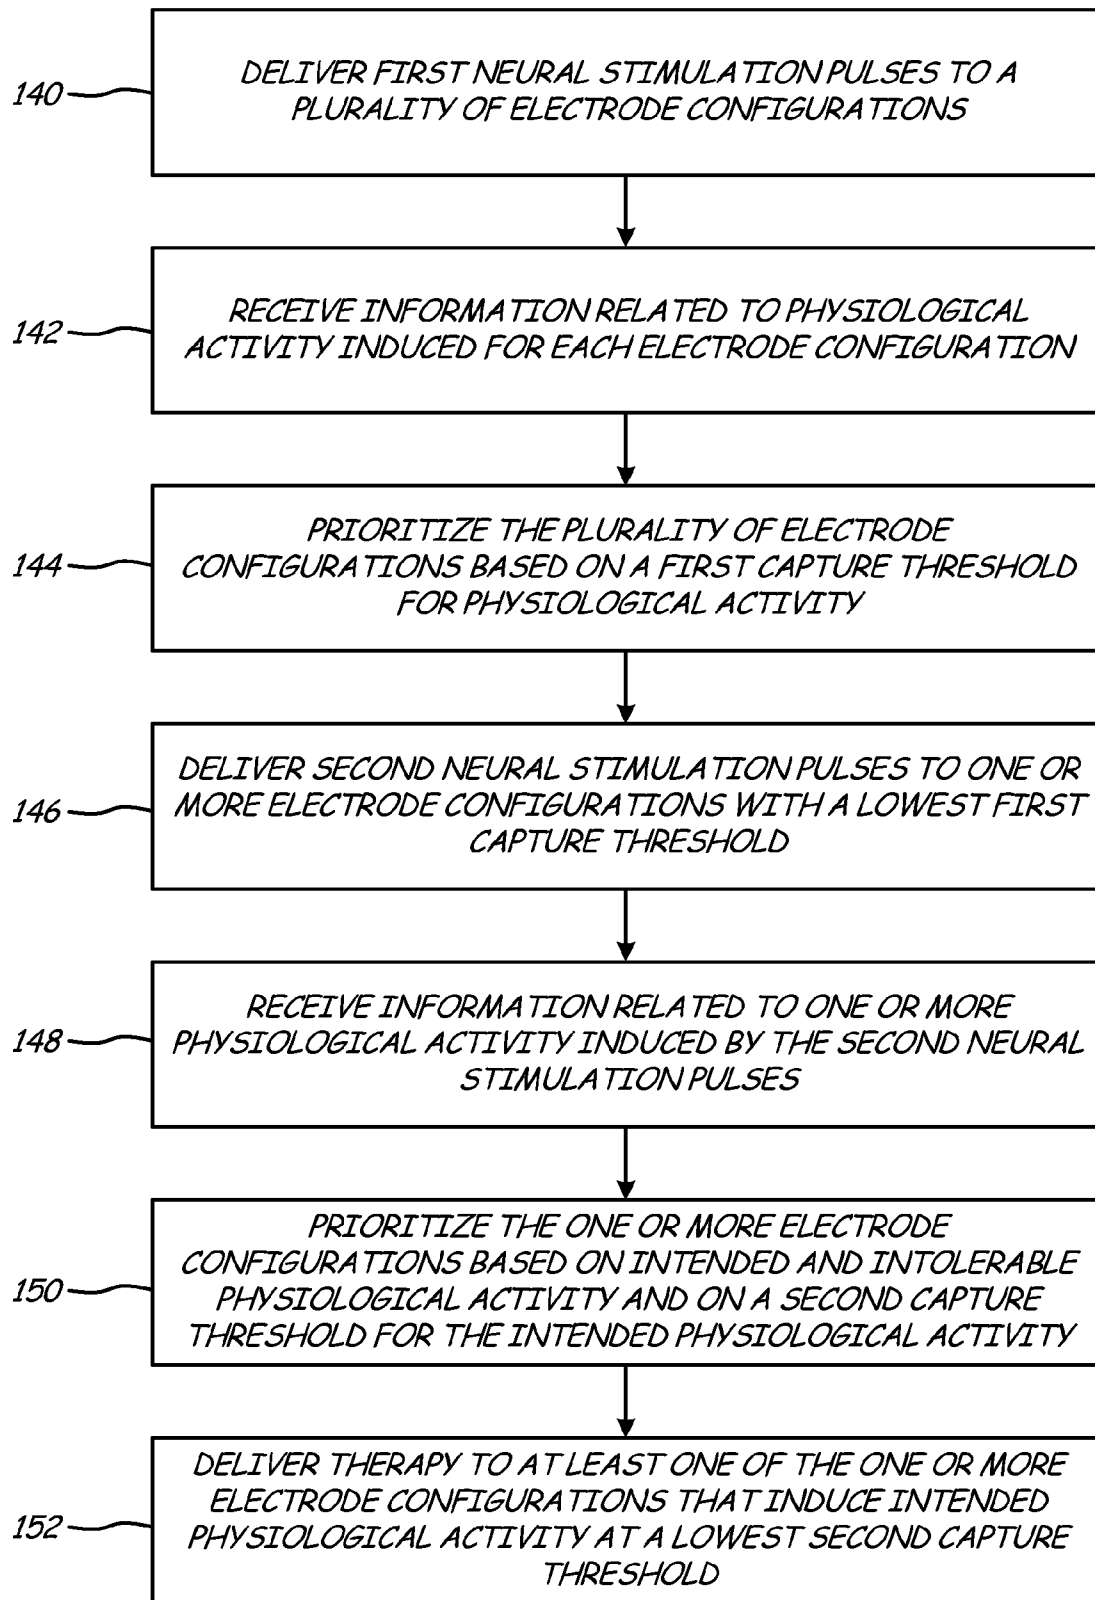 140
DELIVER FIRST NEURAL STIMULATION PULSES TO A
PLURALITY OF ELECTRODE CONFIGURATIONS
142
RECEIVE INFORMATION RELATED TO PHYSIOLOGICAL
ACTIVITY INDUCED FOR EACH ELECTRODE CONFIGURATION
144
PRIORITIZE THE PLURALITY OF ELECTRODE
CONFIGURATIONS BASED ON A FIRST CAPTURE THRESHOLD
FOR PHYSIOLOGICAL ACTIVITY
146
DELIVER SECOND NEURAL STIMULATION PULSES TO ONE OR
MORE ELECTRODE CONFIGURATIONS WITH A LOWEST FIRST
CAPTURE THRESHOLD
148
RECEIVE INFORMATION RELATED TO ONE OR MORE
PHYSIOLOGICAL ACTIVITY INDUCED BY THE SECOND NEURAL
STIMULATION PULSES
150
PRIORITIZE THE ONE OR MORE ELECTRODE
CONFIGURATIONS BASED ON INTENDED AND INTOLERABLE
PHYSIOLOGICAL ACTIVITY AND ON A SECOND CAPTURE
THRESHOLD FOR THE INTENDED PHYSIOLOGICAL ACTIVITY
152
DELIVER THERAPY TO AT LEAST ONE OF THE ONE OR MORE
ELECTRODE CONFIGURATIONS THAT INDUCE INTENDED
PHYSIOLOGICAL ACTIVITY AT A LOWEST SECOND CAPTURE
THRESHOLD